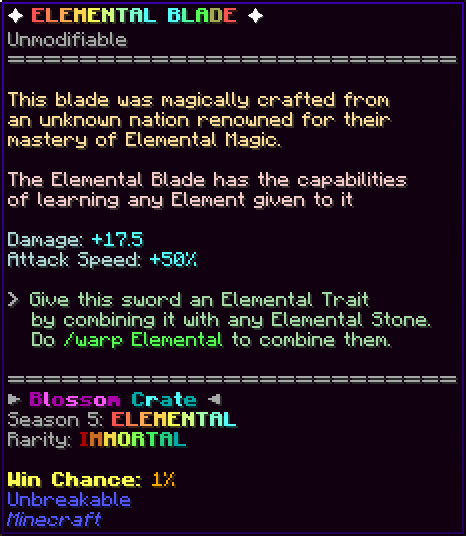 ✦ ELEMENTAL BLADE ✦
Unmodifiable
================================
This blade was magically crafted from
an unknown nation renowned for their
mastery of Elemental Magic.
The Elemental Blade has the capabilities
of learning any Element given to it
Damage: +17.5
Attack Speed: +50%
> Give this sword an Elemental Trait
by combining it with any Elemental Stone.
Do /warp Elemental to combine them.
================================
► Blossom Crate ◄
Season 5: ELEMENTAL
Rarity: IMMORTAL
Win Chance: 1%
Unbreakable
Minecraft